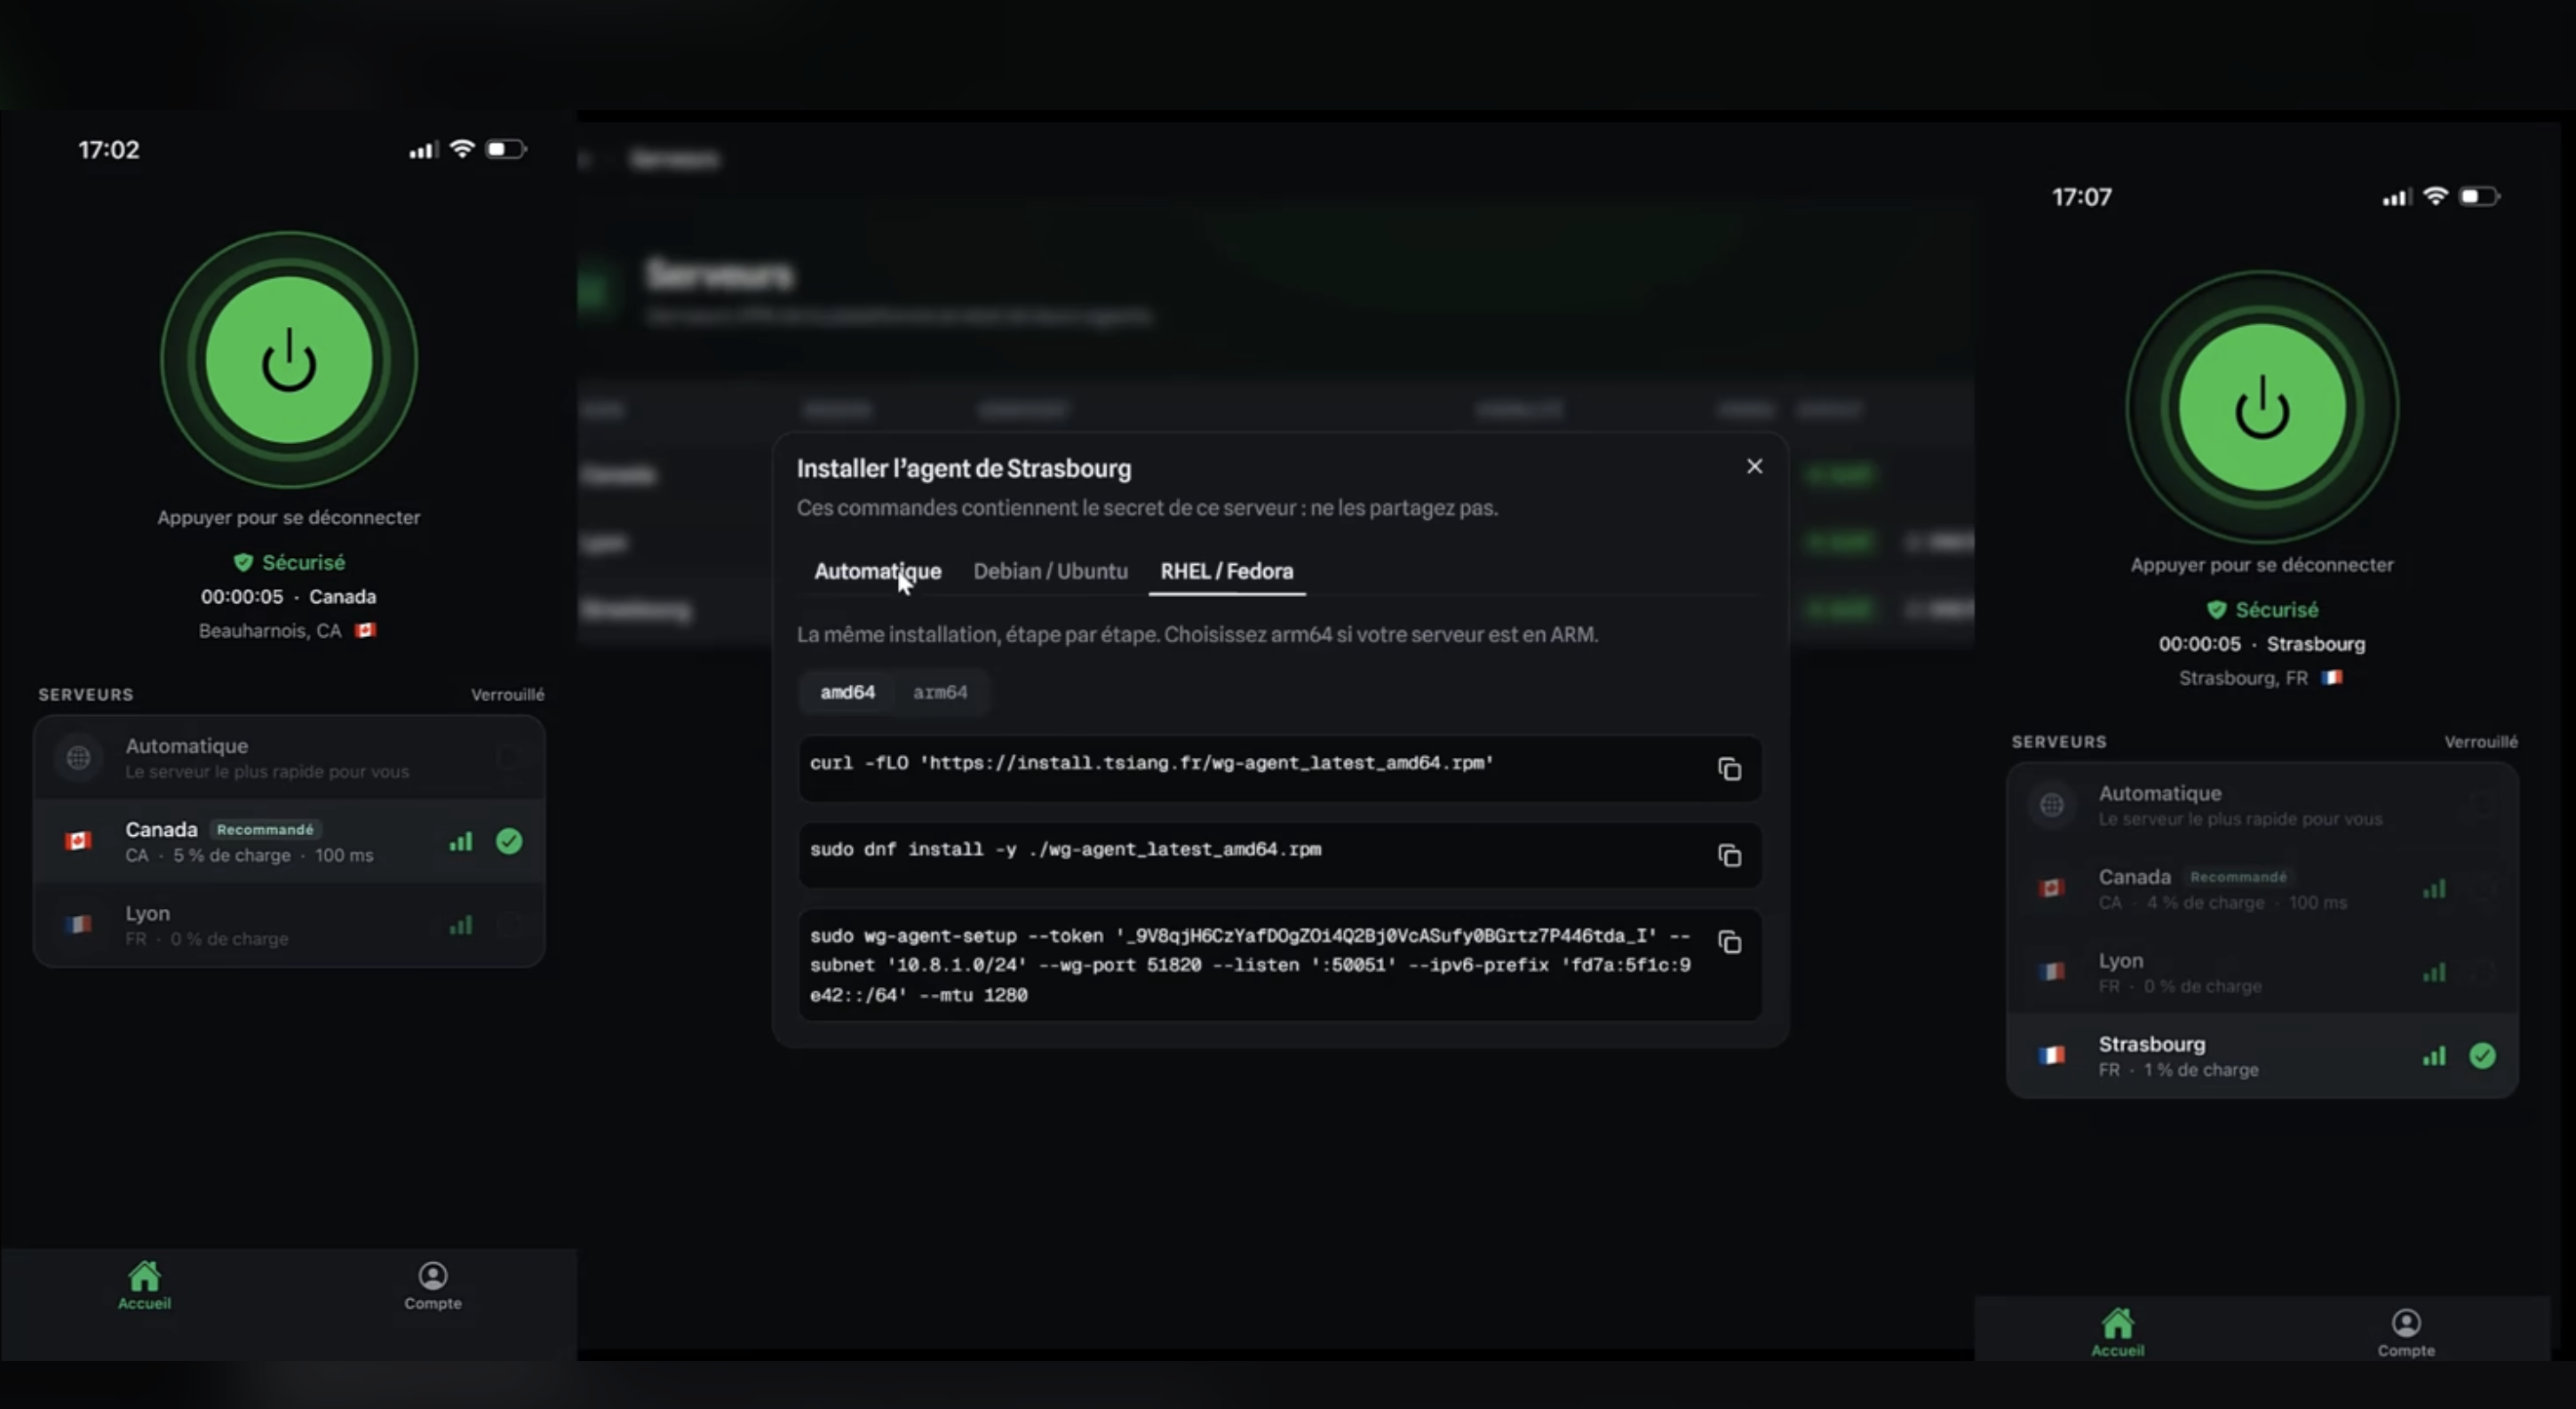 17:02
Appuyer pour se déconnecter
Sécurisé
00:00:05 · Canada
Beauharnois, CA
SERVEURS
Verrouillé
Automatique
Le serveur le plus rapide pour vous
Canada Recommandé
CA · 5 % de charge · 100 ms
Lyon
FR · 0 % de charge
Accueil
Compte
Serveurs
Serveurs
Canada
Lyon
Strasbourg
Installer l'agent de Strasbourg
Ces commandes contiennent le secret de ce serveur : ne les partagez pas.
Automatique
Debian / Ubuntu
RHEL / Fedora
La même installation, étape par étape. Choisissez arm64 si votre serveur est en ARM.
amd64
arm64
curl -fLO 'https://install.tsiang.fr/wg-agent_latest_amd64.rpm'
sudo dnf install -y ./wg-agent_latest_amd64.rpm
sudo wg-agent-setup --token '_9V8qjH6CzYafDOgZOi4Q2Bj0VcASufy0BGrtz7P446tda_I' --
subnet '10.8.1.0/24' --wg-port 51820 --listen ':50051' --ipv6-prefix 'fd7a:5f1c:9
e42::/64' --mtu 1280
17:07
Appuyer pour se déconnecter
Sécurisé
00:00:05 · Strasbourg
Strasbourg, FR
SERVEURS
Verrouillé
Automatique
Le serveur le plus rapide pour vous
Canada Recommandé
CA · 4 % de charge · 100 ms
Lyon
FR · 0 % de charge
Strasbourg
FR · 1 % de charge
Accueil
Compte